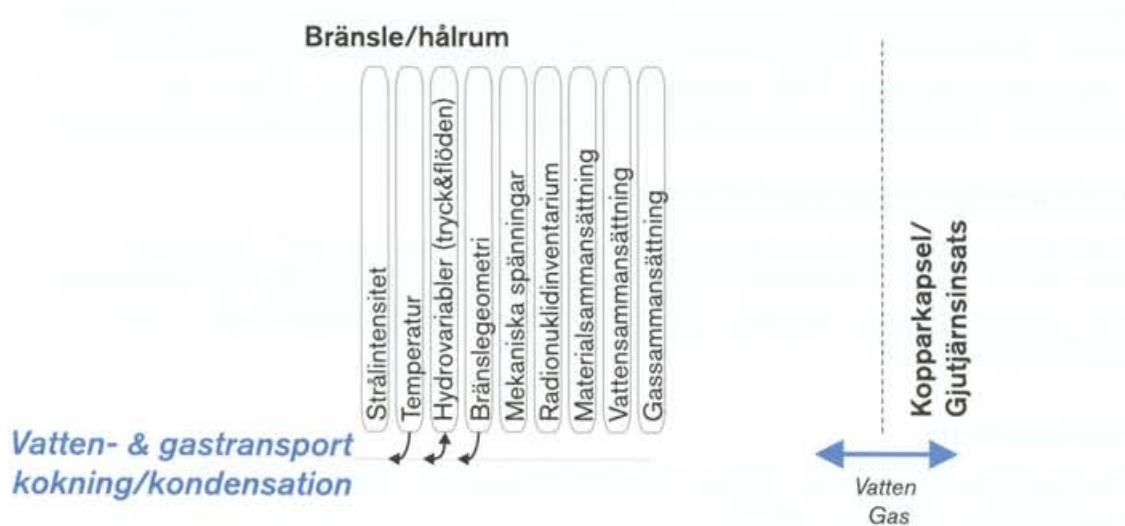 Bränsle/hålrum
Strålintensitet
Temperatur
Hydrovariabler (tryck&flöden)
Bränslegeometri
Mekaniska spänningar
Radionuklidinventarium
Materialsammansättning
Vattensammansättning
Gassammansättning
Kopparkapsel/
Gjutjärnsinsats
Vatten- & gastransport
kokning/kondensation
Vatten
Gas